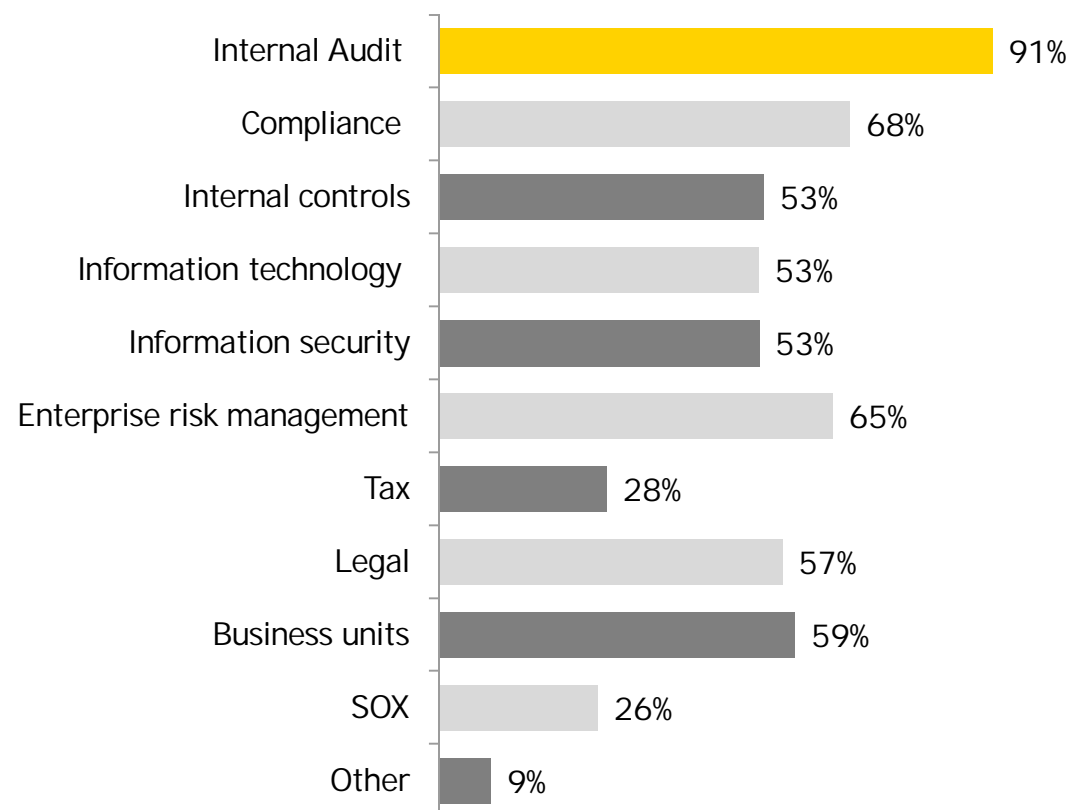 Internal Audit 91%
Compliance 68%
Internal controls 53%
Information technology 53%
Information security 53%
Enterprise risk management 65%
Tax 28%
Legal 57%
Business units 59%
SOX 26%
Other 9%